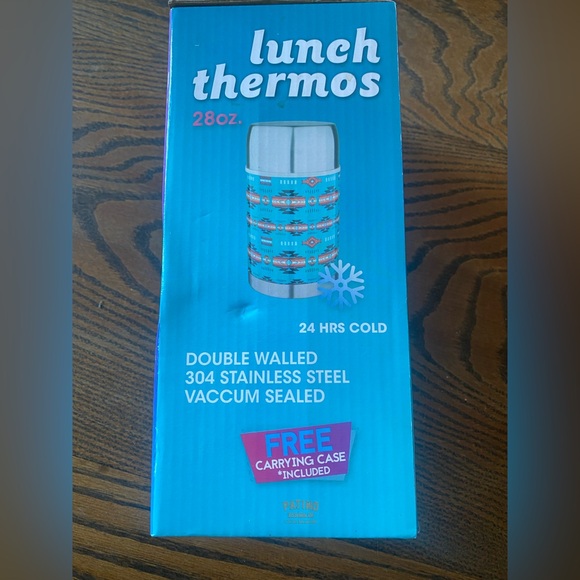 lunch
thermos
28oz.
24 HRS COLD
DOUBLE WALLED
304 STAINLESS STEEL
VACCUM SEALED
FREE
CARRYING CASE
*INCLUDED